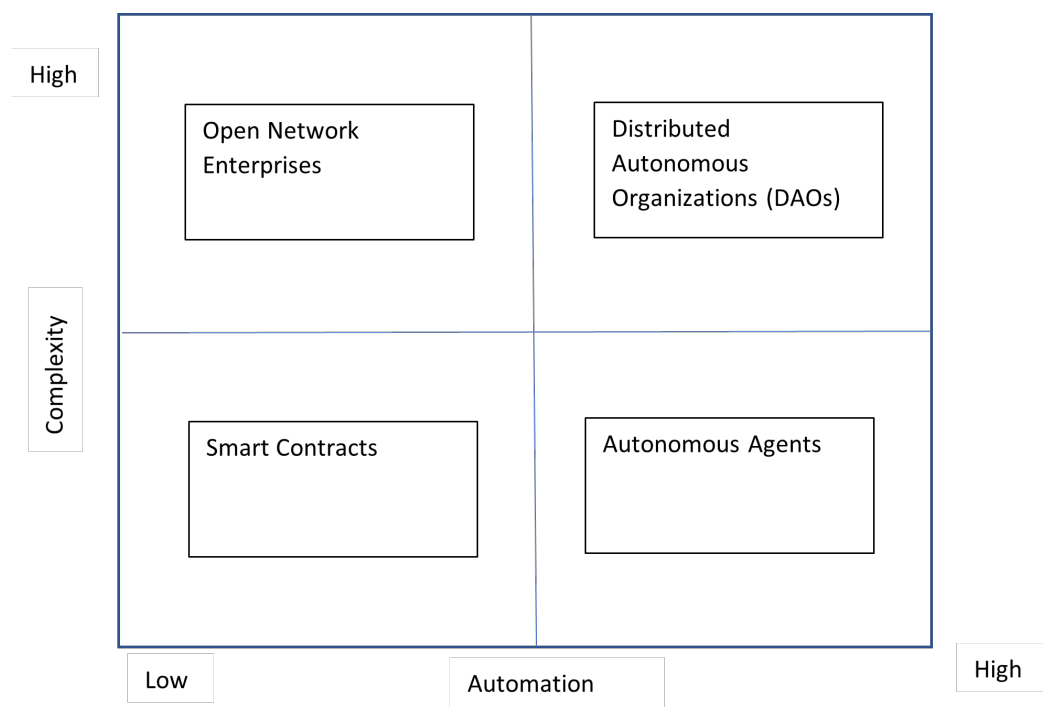 High
Open Network
Enterprises
Distributed
Autonomous
Organizations (DAOs)
Complexity
Smart Contracts
Autonomous Agents
Low
Automation
High